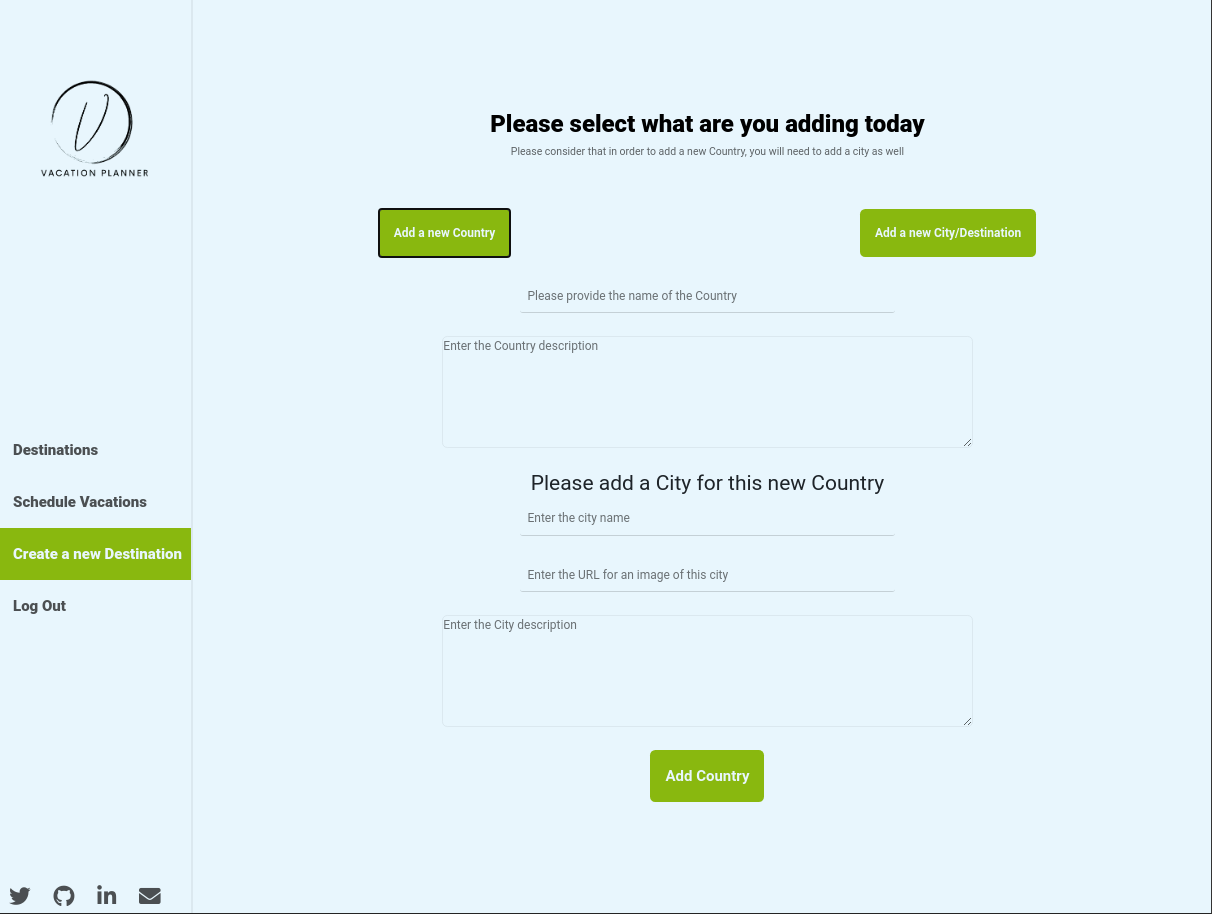 V
VACATION PLANNER
Destinations
Schedule Vacations
Create a new Destination
Log Out
Please select what are you adding today
Please consider that in order to add a new Country, you will need to add a city as well
Add a new Country
Add a new City/Destination
Please provide the name of the Country
Enter the Country description
Please add a City for this new Country
Enter the city name
Enter the URL for an image of this city
Enter the City description
Add Country